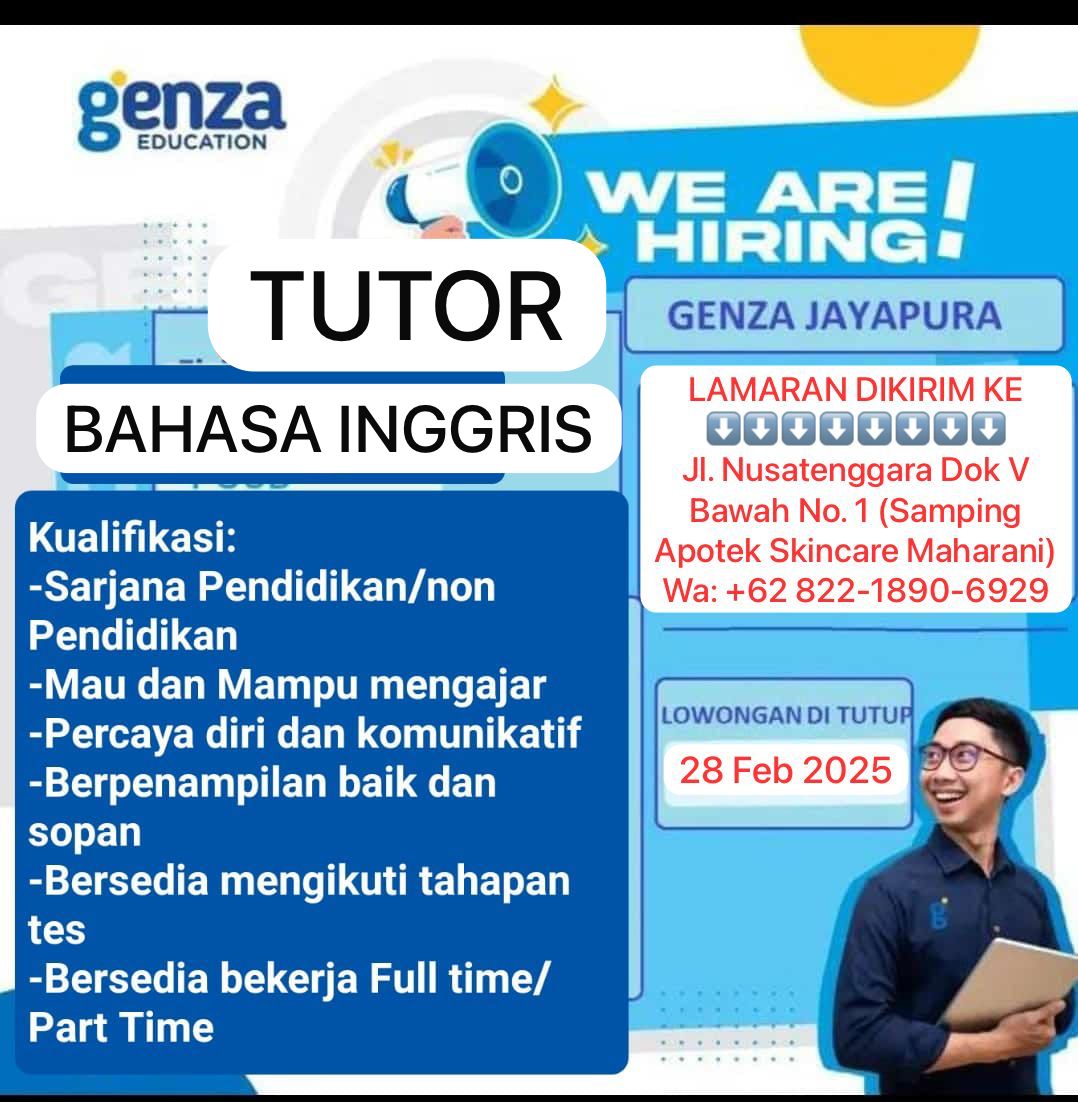 genza
EDUCATION
WE ARE
HIRING!
TUTOR
BAHASA INGGRIS
GENZA JAYAPURA
LAMARAN DIKIRIM KE
⬇️⬇️⬇️⬇️⬇️⬇️⬇️⬇️
Jl. Nusatenggara Dok V
Bawah No. 1 (Samping
Apotek Skincare Maharani)
Wa: +62 822-1890-6929
Kualifikasi:
-Sarjana Pendidikan/non
Pendidikan
-Mau dan Mampu mengajar
-Percaya diri dan komunikatif
-Berpenampilan baik dan
sopan
-Bersedia mengikuti tahapan
tes
-Bersedia bekerja Full time/
Part Time
LOWONGAN DI TUTUP
28 Feb 2025